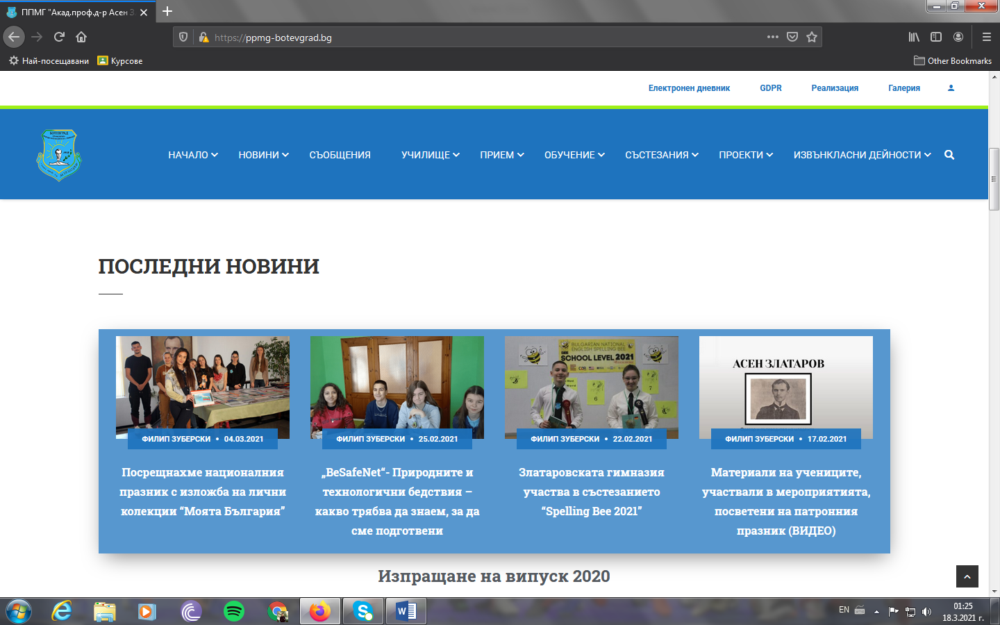 ППМГ "Акад.проф.д-р Асен З
https://ppmg-botevgrad.bg
Най-посещавани
Курсове
Other Bookmarks
Електронен дневник
GDPR
Реализация
Галерия
БОТЕВГРАД
НАЧАЛО
НОВИНИ
СЪОБЩЕНИЯ
УЧИЛИЩЕ
ПРИЕМ
ОБУЧЕНИЕ
СЪСТЕЗАНИЯ
ПРОЕКТИ
ИЗВЪНКЛАСНИ ДЕЙНОСТИ
ПОСЛЕДНИ НОВИНИ
ФИЛИП ЗУБЕРСКИ • 04.03.2021
Посрещнахме националния
празник с изложба на лични
колекции “Моята България”
ФИЛИП ЗУБЕРСКИ • 25.02.2021
„BeSafeNet“- Природните и
технологични бедствия –
какво трябва да знаем, за да
сме подготвени
BULGARIAN NATIONAL
ENGLISH SPELLING BEE
SCHOOL LEVEL 2021
6
7
ФИЛИП ЗУБЕРСКИ • 22.02.2021
Златаровската гимназия
участва в състезанието
“Spelling Bee 2021”
АСЕН ЗЛАТАРОВ
ФИЛИП ЗУБЕРСКИ • 17.02.2021
Материали на учениците,
участвали в мероприятията,
посветени на патронния
празник (ВИДЕО)
Изпращане на випуск 2020
EN
01:25
18.3.2021 г.